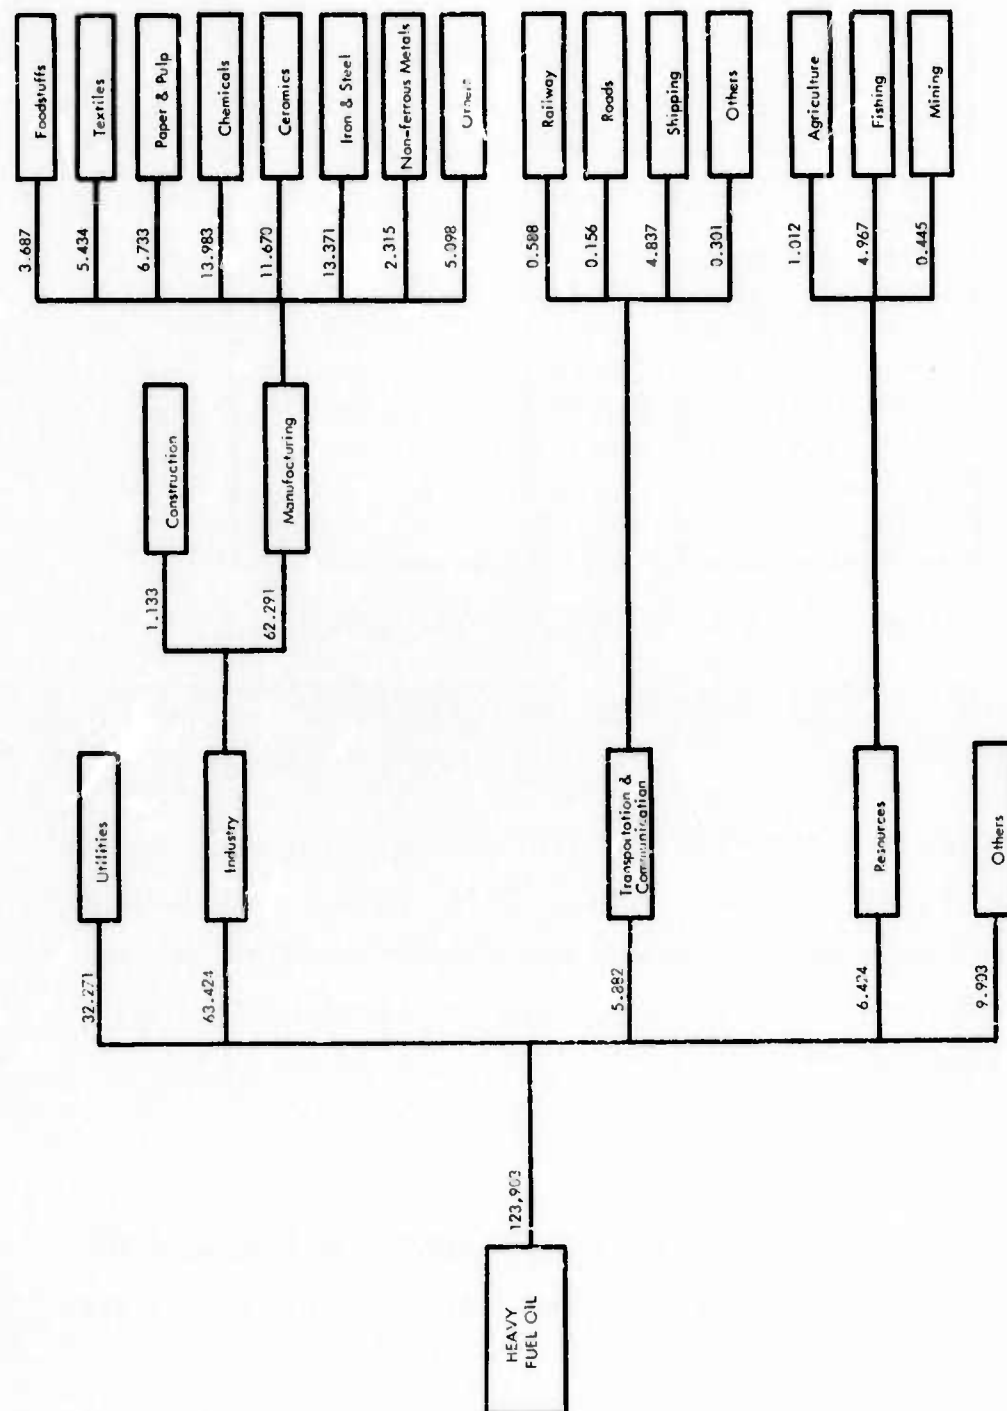 HEAVY
FUEL OIL
123,903
32.271
Utilities
63.424
Industry
5.882
Transportation &
Communication
6.424
Resources
9.903
Others
1.133
Construction
62.291
Manufacturing
3.687
Foodstuffs
5.434
Textiles
6.733
Paper & Pulp
13.983
Chemicals
11.670
Ceramics
13.371
Iron & Steel
2.315
Non-ferrous Metals
5.098
0.588
Railway
0.156
Roads
4.837
Shipping
0.301
Others
1.012
Agriculture
4.967
Fishing
0.445
Mining